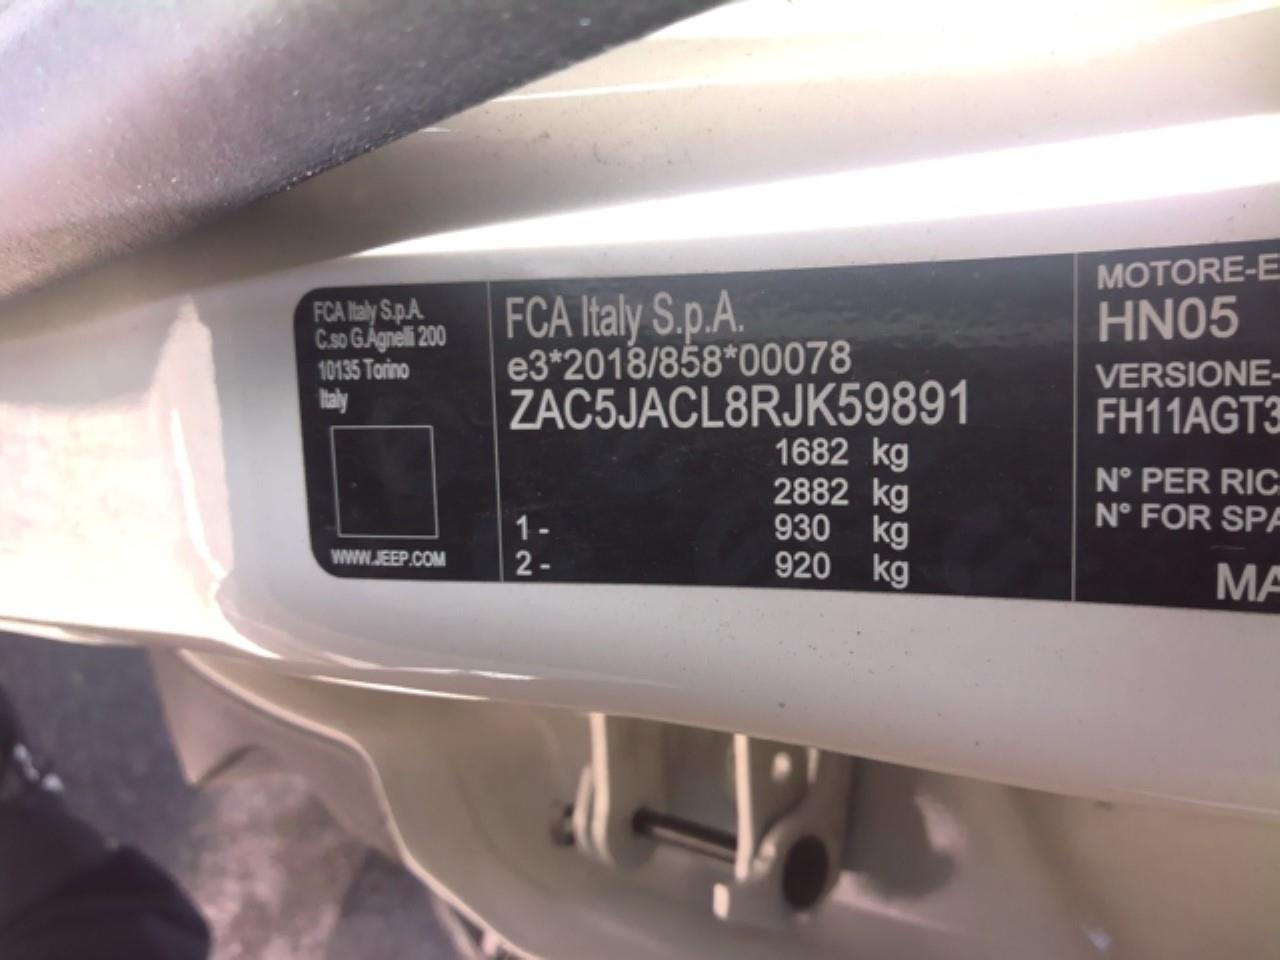 FCA Italy S.p.A.
C.so G.Agnelli 200
10135 Torino
Italy
WWW.JEEP.COM
FCA Italy S.p.A.
e3*2018/858*00078
ZAC5JACL8RJK59891
1682 kg
2882 kg
1- 930 kg
2- 920 kg
MOTORE-E
HN05
VERSIONE-
FH11AGT3
N° PER RIC
N° FOR SPA
MA